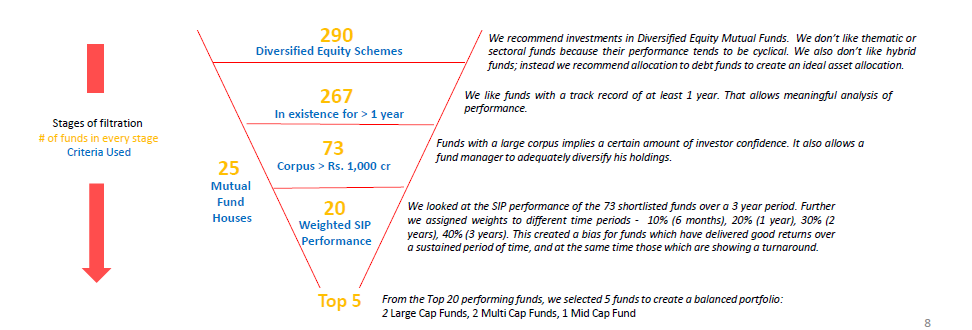 290
Diversified Equity Schemes
We recommend investments in Diversified Equity Mutual Funds. We don't like thematic or
sectoral funds because their performance tends to be cyclical. We also don't like hybrid
funds; instead we recommend allocation to debt funds to create an ideal asset allocation.
267
In existence for > 1 year
We like funds with a track record of at least 1 year. That allows meaningful analysis of
performance.
Stages of filtration
# of funds in every stage
Criteria Used
73
Corpus > Rs. 1,000 cr
Funds with a large corpus implies a certain amount of investor confidence. It also allows a
fund manager to adequately diversify his holdings.
25
Mutual
Fund
Houses
20
Weighted SIP
Performance
We looked at the SIP performance of the 73 shortlisted funds over a 3 year period. Further
we assigned weights to different time periods - 10% (6 months), 20% (1 year), 30% (2
years), 40% (3 years). This created a bias for funds which have delivered good returns over
a sustained period of time, and at the same time those which are showing a turnaround.
Top 5
From the Top 20 performing funds, we selected 5 funds to create a balanced portfolio:
2 Large Cap Funds, 2 Multi Cap Funds, 1 Mid Cap Fund
8